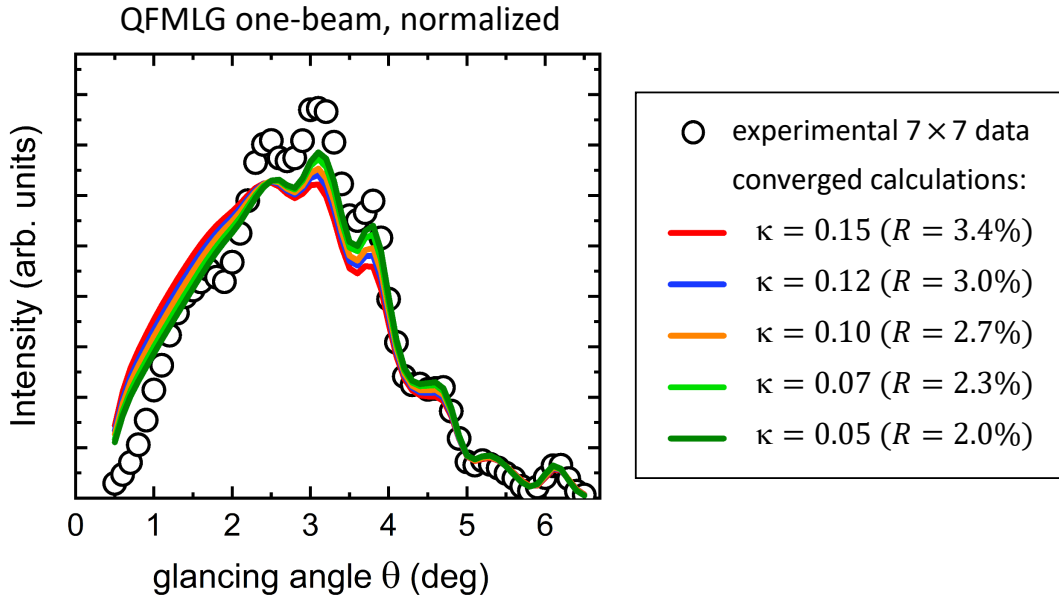 QFMLG one-beam, normalized
Intensity (arb. units)
0 1 2 3 4 5 6
glancing angle θ (deg)
experimental 7 × 7 data
converged calculations:
κ = 0.15 (R = 3.4%)
κ = 0.12 (R = 3.0%)
κ = 0.10 (R = 2.7%)
κ = 0.07 (R = 2.3%)
κ = 0.05 (R = 2.0%)